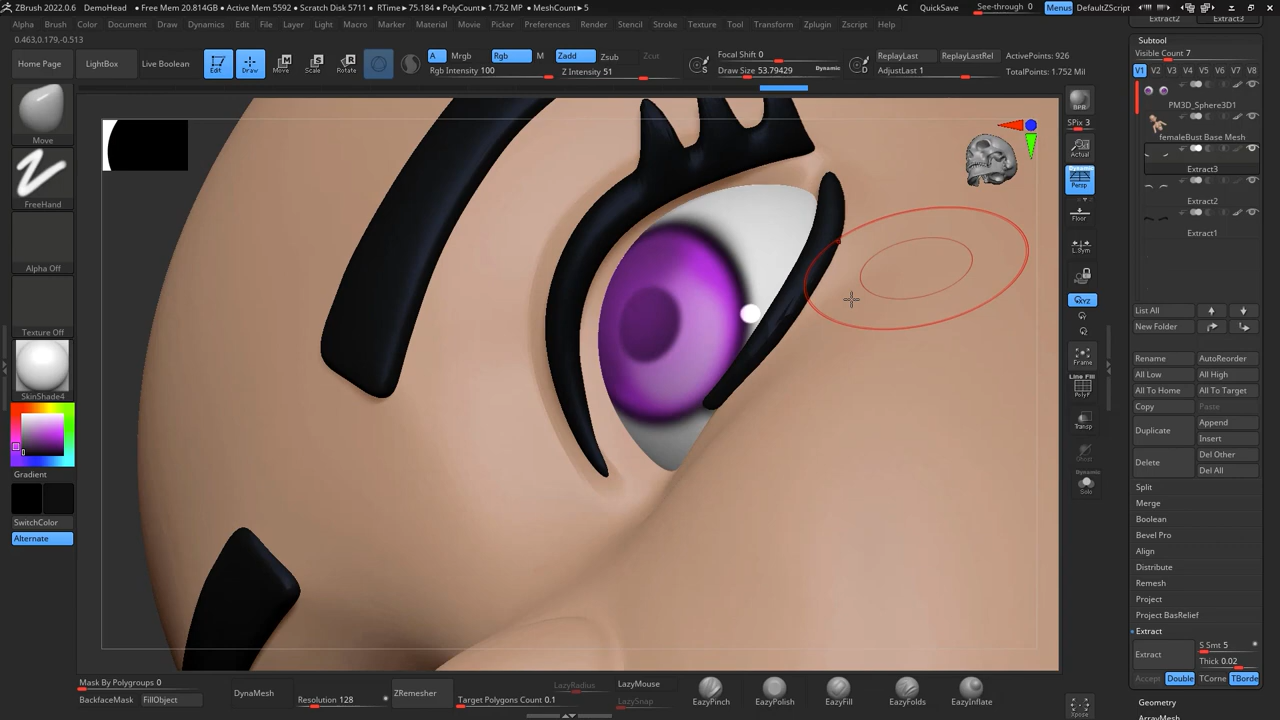 ZBrush 2022.0.6 DemoHead • Free Mem 20.814GB • Active Mem 5592 • Scratch Disk 5711 • RTime▸75.184 • PolyCount▸1.752 MP • MeshCount▸5 AC QuickSave See-through 0 Menus DefaultZScript
Alpha Brush Color Document Draw Dynamics Edit File Layer Light Macro Marker Material Movie Picker Preferences Render Stencil Stroke Texture Tool Transform Zplugin Zscript Help
0.463,0.179,-0.513
Home Page LightBox Live Boolean Edit Draw Move Scale Rotate
A Mrgb Rgb M Zadd Zsub Zcut
Rgb Intensity 100 Z Intensity 51
Focal Shift 0
Draw Size 53.79429 Dynamic
S D
ReplayLast ReplayLastRel
AdjustLast 1
ActivePoints: 926
TotalPoints: 1.752 Mil
Move
FreeHand
Alpha Off
Texture Off
SkinShade4
Gradient
SwitchColor
Alternate
BPR
SPix 3
Actual
Dynamic
Persp
Floor
L.Sym
XYZ
Frame
Line Fill
PolyF
Transp
Ghost
Dynamic
Solo
Xpose
Extract2 Extract3
Subtool
Visible Count 7
V1 V2 V3 V4 V5 V6 V7 V8
PM3D_Sphere3D1
femaleBust Base Mesh
Extract3
Extract2
Extract1
List All
New Folder
Rename AutoReorder
All Low All High
All To Home All To Target
Copy Paste
Duplicate Append
Insert
Delete Del Other
Del All
Split
Merge
Boolean
Bevel Pro
Align
Distribute
Remesh
Project
Project BasRelief
Extract
Extract S Smt 5
Thick 0.02
Accept Double TCorne TBorde
Geometry
ArrayMesh
Mask By Polygroups 0
BackfaceMask FillObject
DynaMesh
Resolution 128
ZRemesher
Target Polygons Count 0.1
LazyRadius LazyMouse
LazySnap
EazyPinch EazyPolish EazyFill EazyFolds EazyInflate